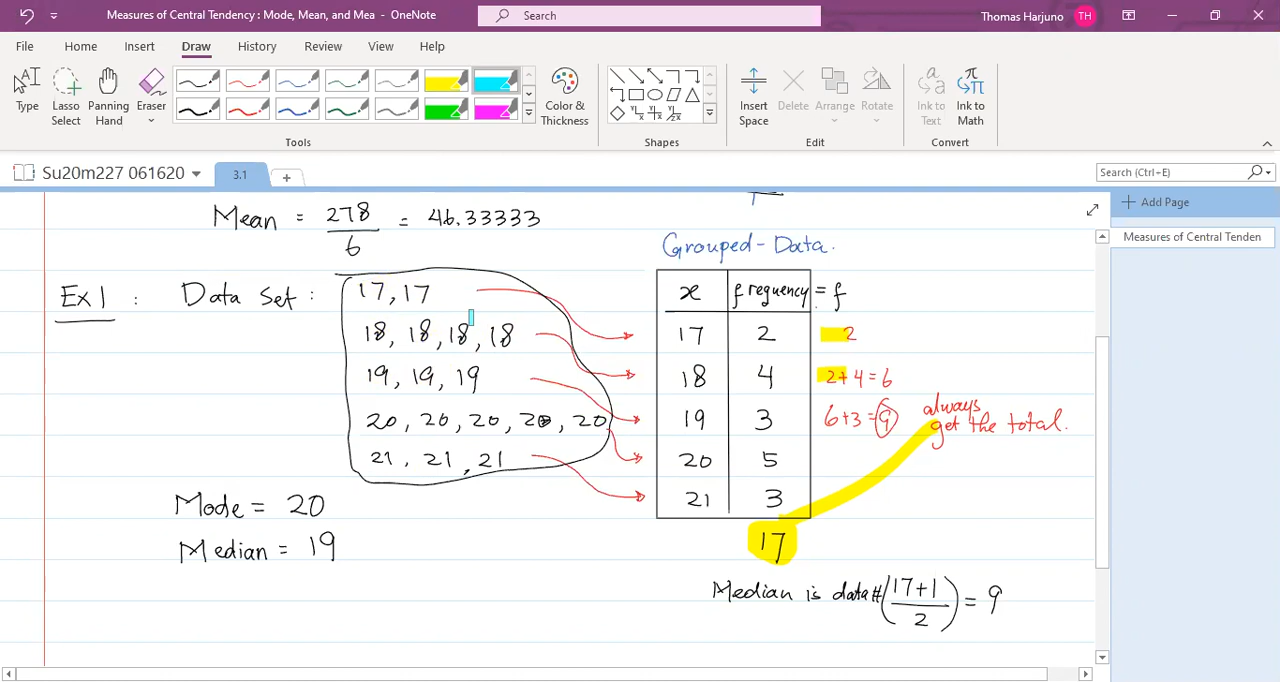 Measures of Central Tendency : Mode, Mean, and Mea - OneNote
Search
Thomas Harjuno TH
File Home Insert Draw History Review View Help
Type
Lasso Select
Panning Hand
Eraser
Color & Thickness
Insert Space
Delete
Arrange
Rotate
Ink to Text
Ink to Math
Tools
Shapes
Edit
Convert
Su20m227 061620
3.1
Search (Ctrl+E)
Add Page
Measures of Central Tenden
Mean = 278/6 = 46.33333
Grouped-Data.
Ex1 : Data Set :
17, 17
18, 18, 18, 18
19, 19, 19
20, 20, 20, 20, 20
21, 21, 21
x frequency = f
17 2 2
18 4 2+4=6
19 3 6+3=9
always
get the total.
20 5
21 3
17
Mode = 20
Median = 19
Median is data# (17+1/2) = 9